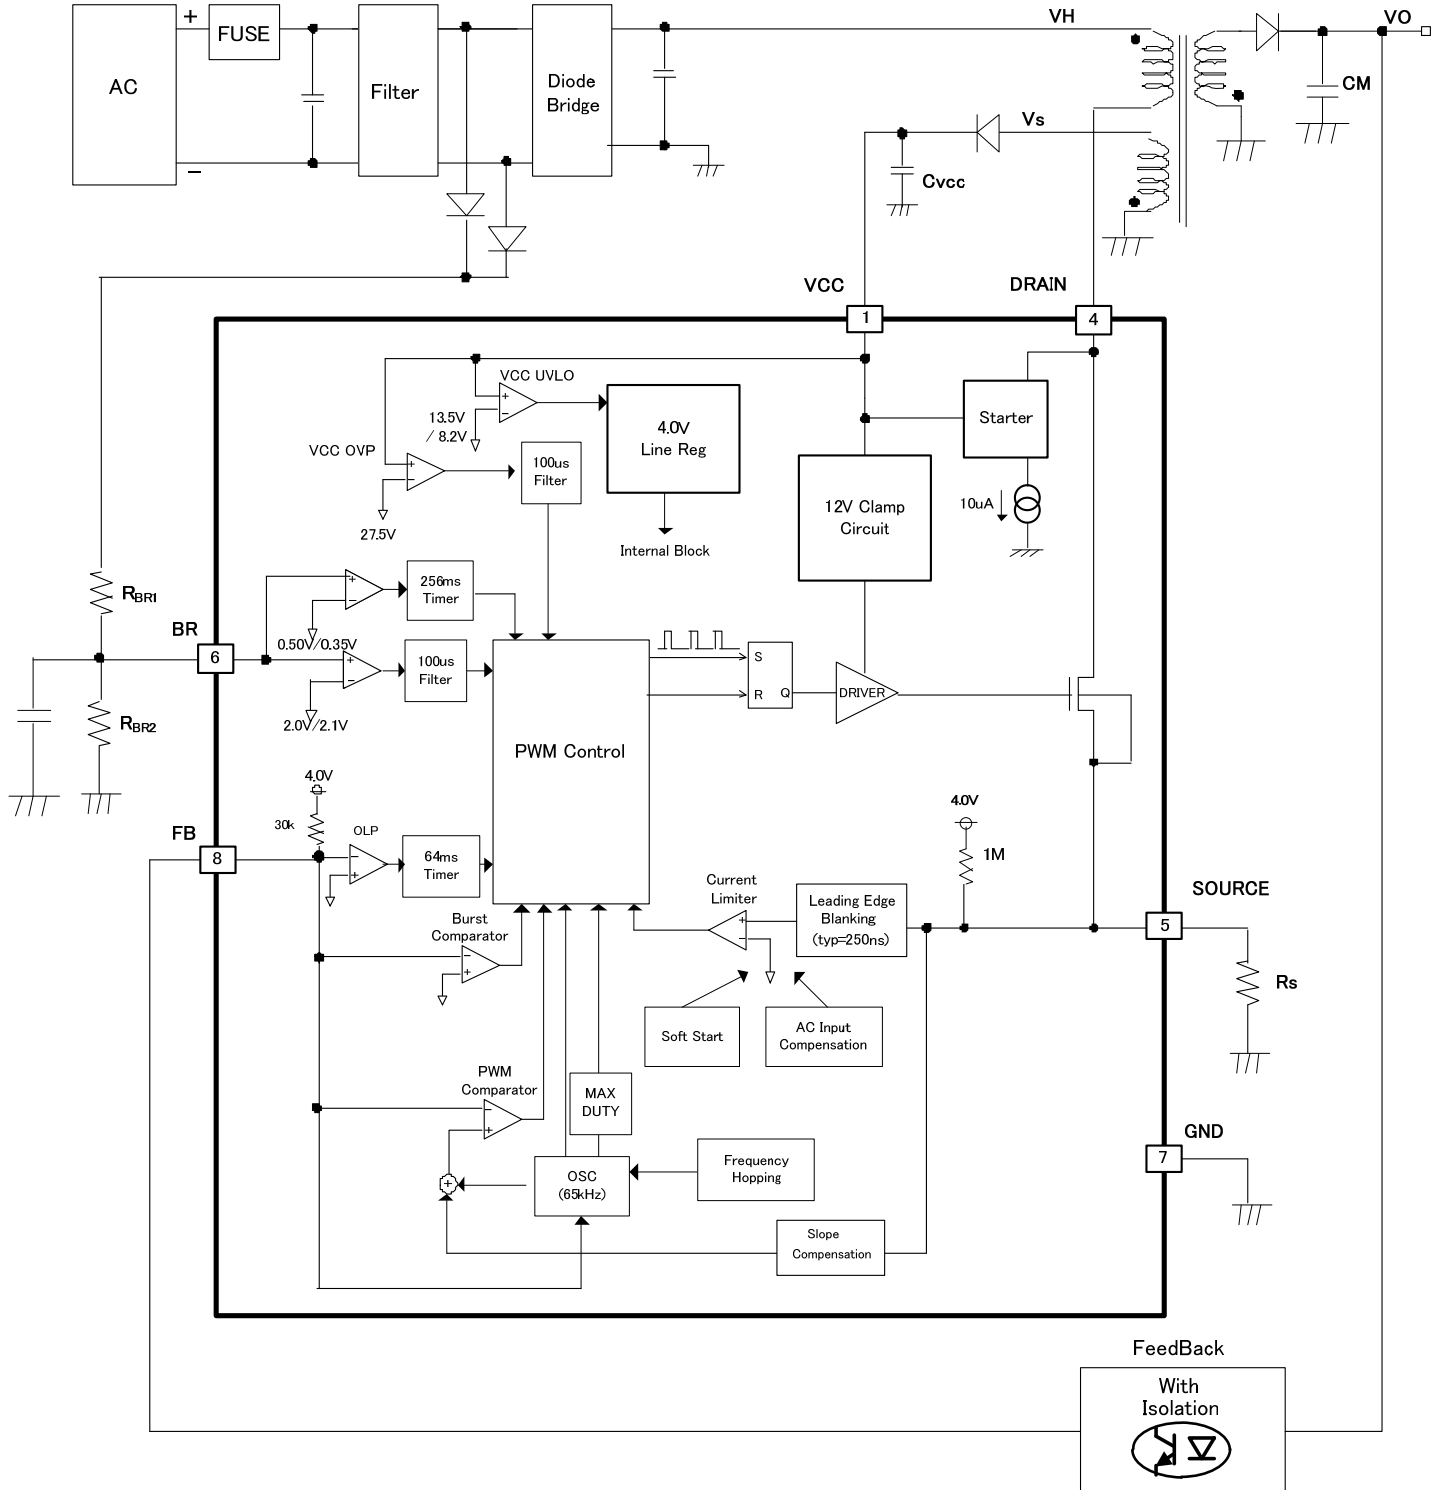 VH
VO
+
FUSE
AC
Filter
Diode
Bridge
CM
−
Vs
Cvcc
VCC
DRAIN
1
4
VCC UVLO
+
−
13.5V
/ 8.2V
4.0V
Line Reg
Starter
VCC OVP
+
−
100us
Filter
27.5V
12V Clamp
Circuit
10uA
Internal Block
RBR1
+
−
256ms
Timer
BR
6
0.50V/0.35V
+
−
100us
Filter
S
R
Q
DRIVER
RBR2
2.0V/2.1V
PWM Control
4.0V
30k
4.0V
FB
8
OLP
−
+
64ms
Timer
1M
Current
Limiter
+
−
Leading Edge
Blanking
(typ=250ns)
SOURCE
5
Burst
Comparator
−
+
Rs
Soft Start
AC Input
Compensation
PWM
Comparator
−
+
MAX
DUTY
GND
7
+
OSC
(65kHz)
Frequency
Hopping
Slope
Compensation
FeedBack
With
Isolation